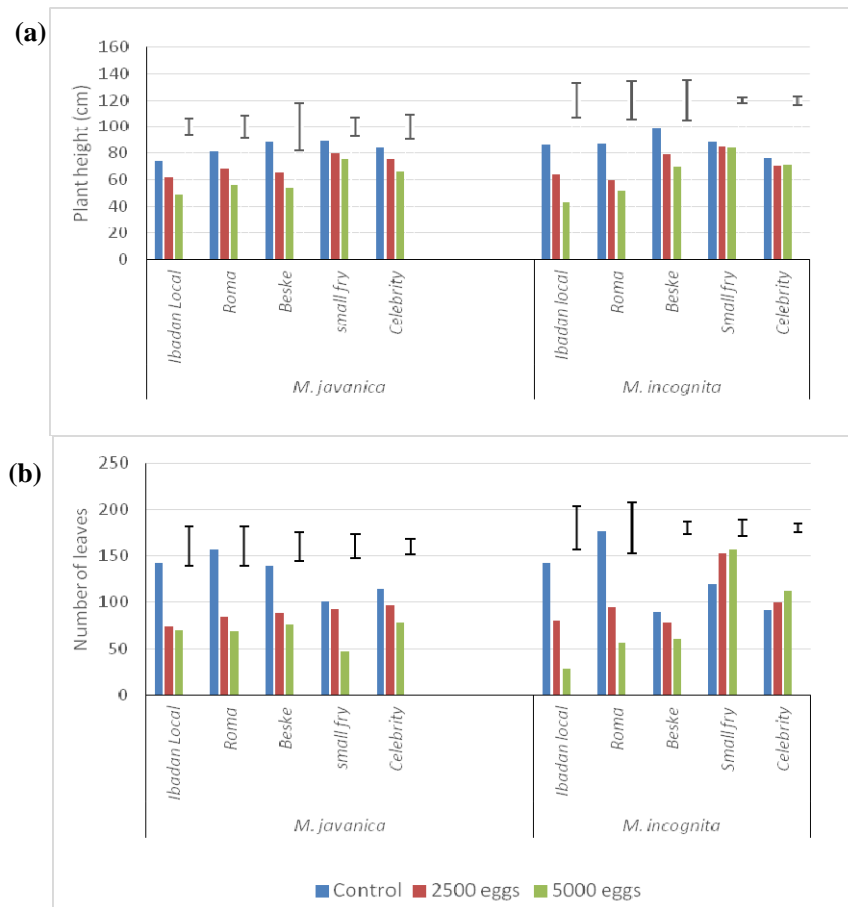 (a)
160
140
120
100
80
60
40
20
0
Plant height (cm)
Ibadan Local
Roma
Beske
small fry
Celebrity
Ibadan local
Roma
Beske
Small fry
Celebrity
M. javanica
M. incognita
(b)
250
200
150
100
50
0
Number of leaves
Ibadan Local
Roma
Beske
small fry
Celebrity
Ibadan local
Roma
Beske
Small fry
Celebrity
M. javanica
M. incognita
Control 2500 eggs 5000 eggs